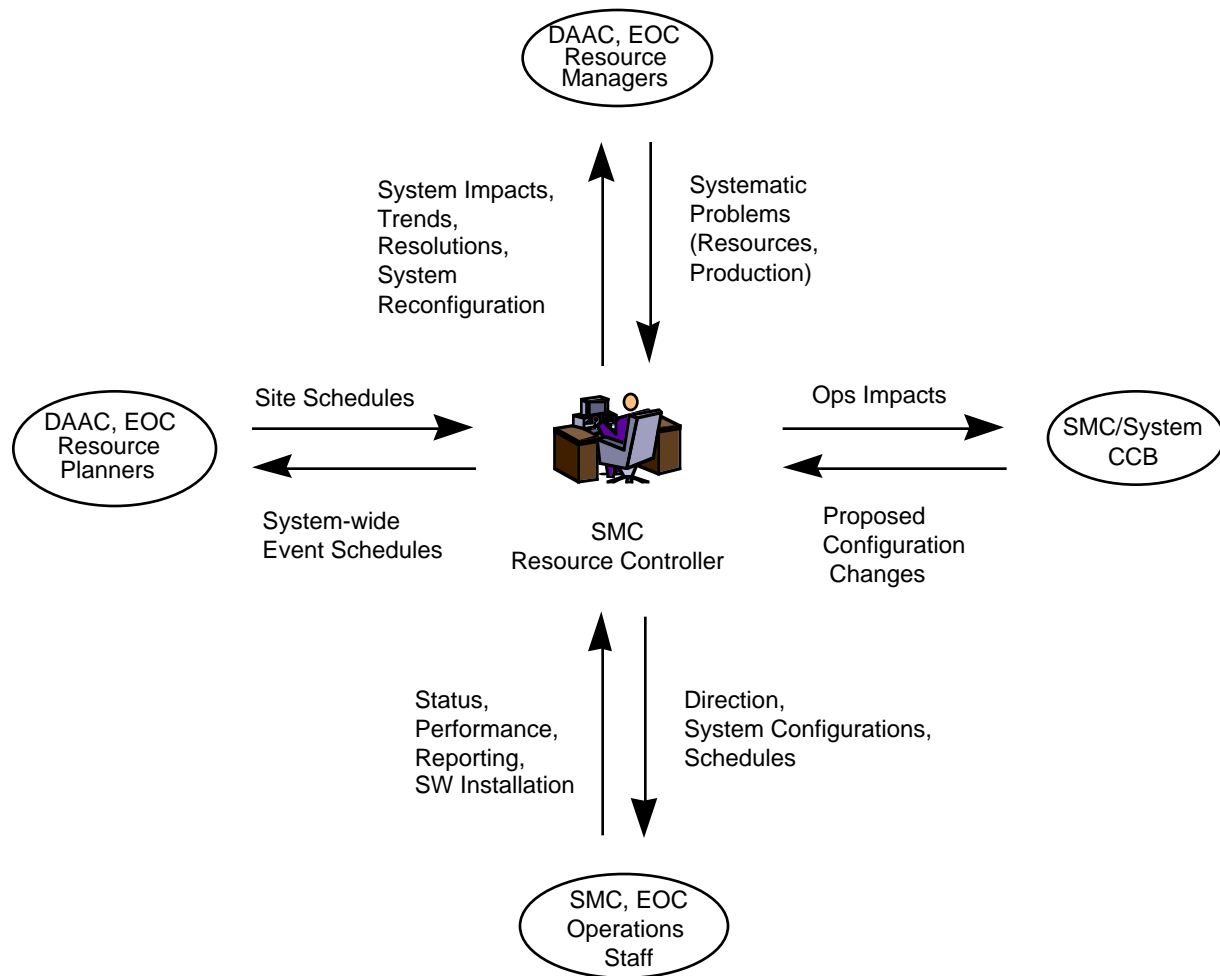 DAAC, EOC
Resource
Managers
System Impacts,
Trends,
Resolutions,
System
Reconfiguration
Systematic
Problems
(Resources,
Production)
DAAC, EOC
Resource
Planners
Site Schedules
System-wide
Event Schedules
SMC
Resource Controller
Ops Impacts
Proposed
Configuration
Changes
SMC/System
CCB
Status,
Performance,
Reporting,
SW Installation
Direction,
System Configurations,
Schedules
SMC, EOC
Operations
Staff